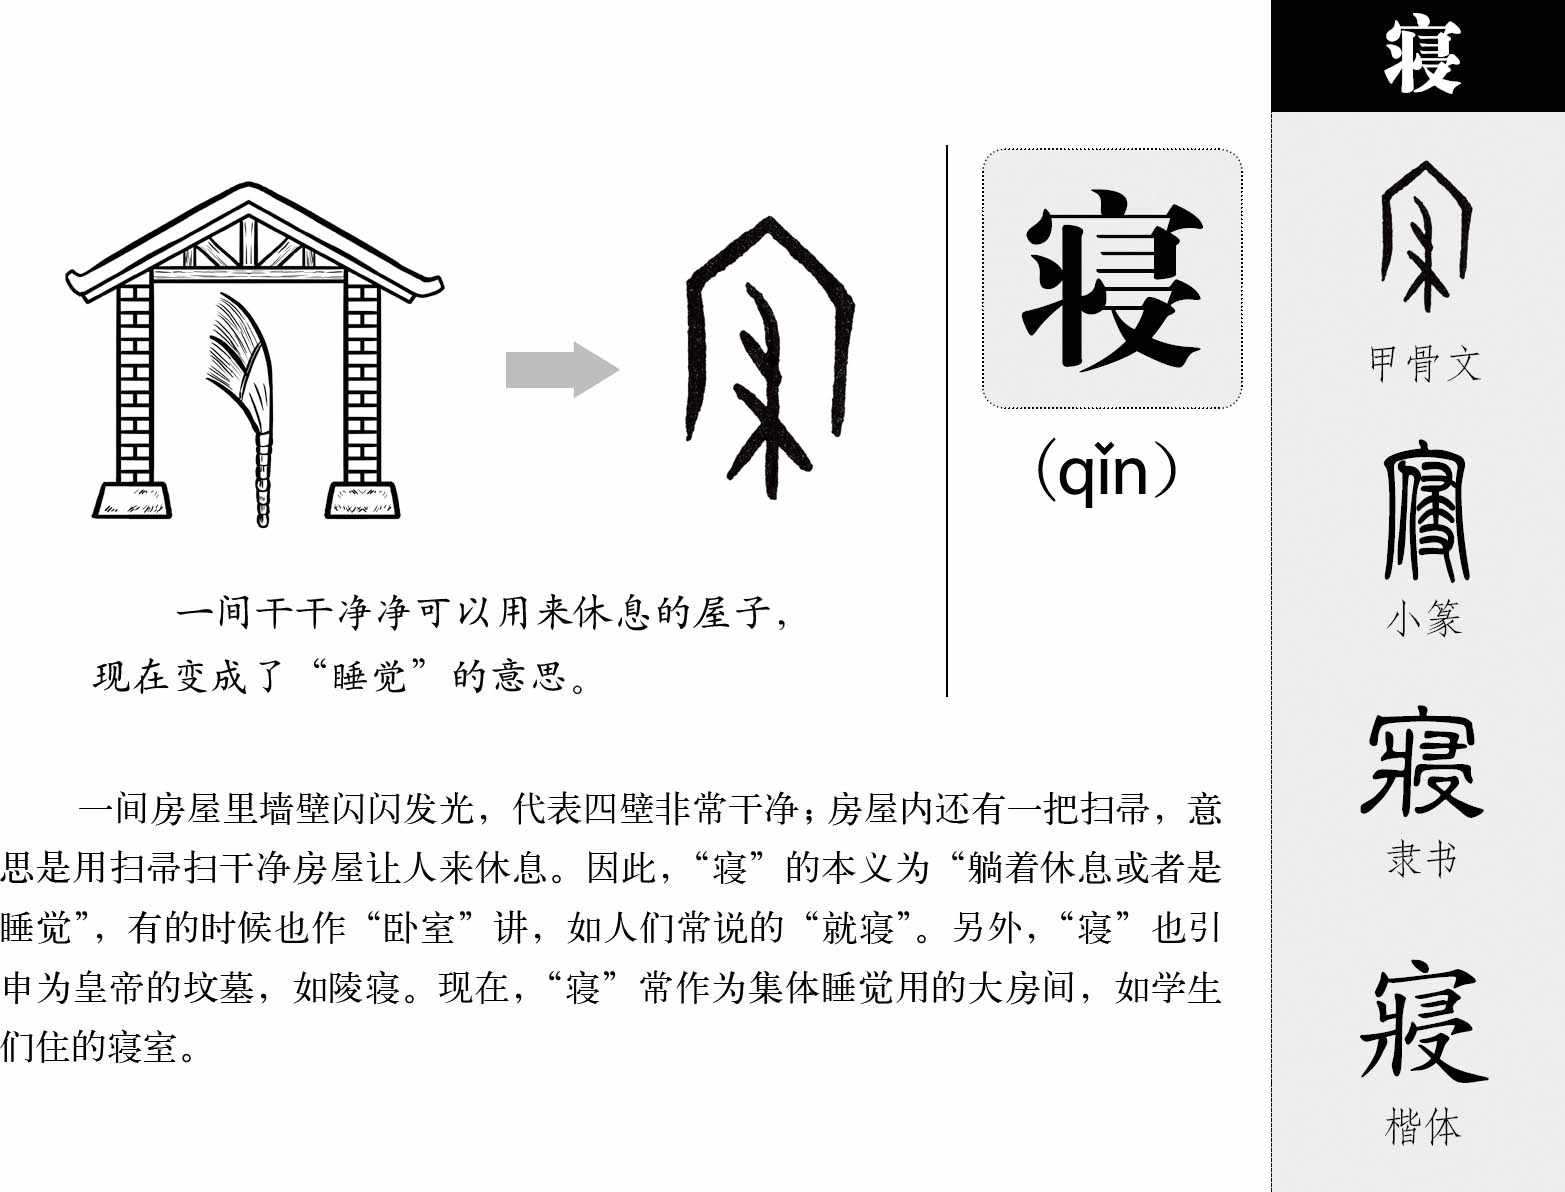 寝
寝
(qǐn)
一间干干净净可以用来休息的屋子，
现在变成了“睡觉”的意思。
一间房屋里墙壁闪闪发光，代表四壁非常干净；房屋内还有一把扫帚，意
思是用扫帚扫干净房屋让人来休息。因此，“寝”的本义为“躺着休息或者是
睡觉”，有的时候也作“卧室”讲，如人们常说的“就寝”。另外，“寝”也引
申为皇帝的坟墓，如陵寝。现在，“寝”常作为集体睡觉用的大房间，如学生
们住的寝室。
甲骨文
小篆
隶书
寢
楷体